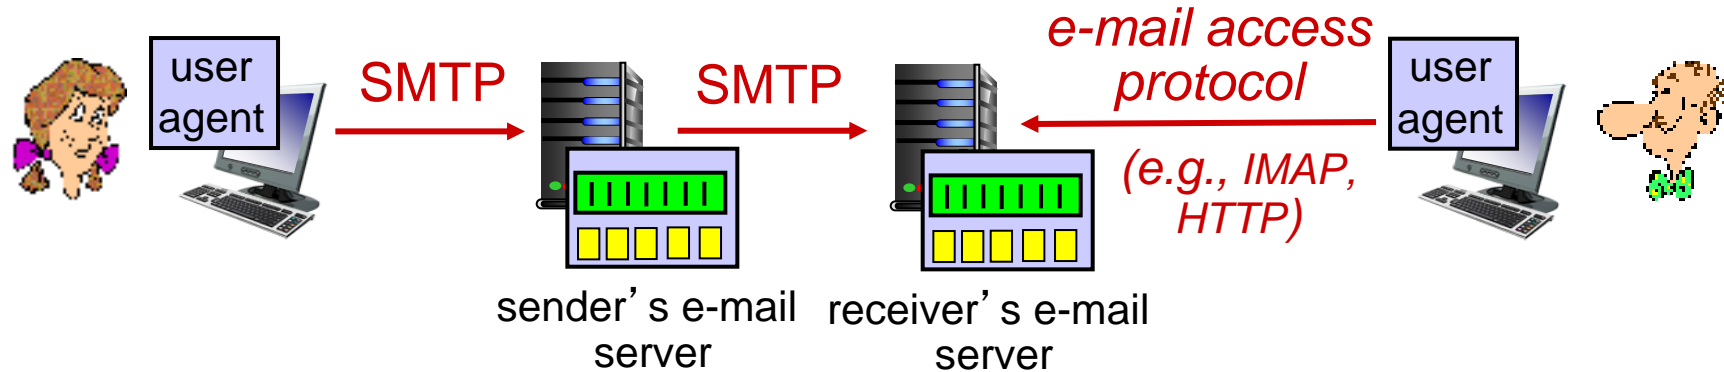 user
agent
SMTP
SMTP
e-mail access
protocol
(e.g., IMAP,
HTTP)
user
agent
sender’s e-mail
server
receiver’s e-mail
server